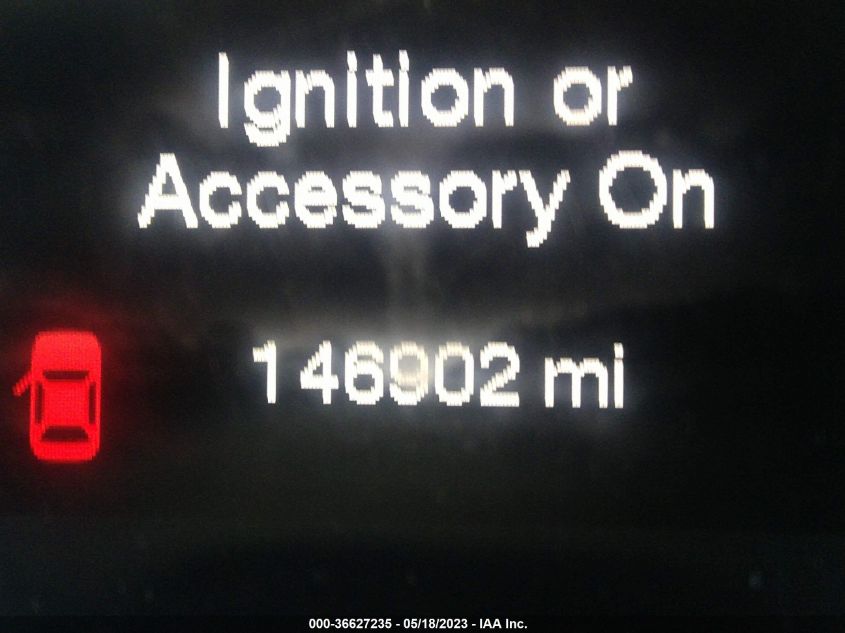 Ignition or
Accessory On
146902 mi
000-36627235 - 05/18/2023 - IAA Inc.